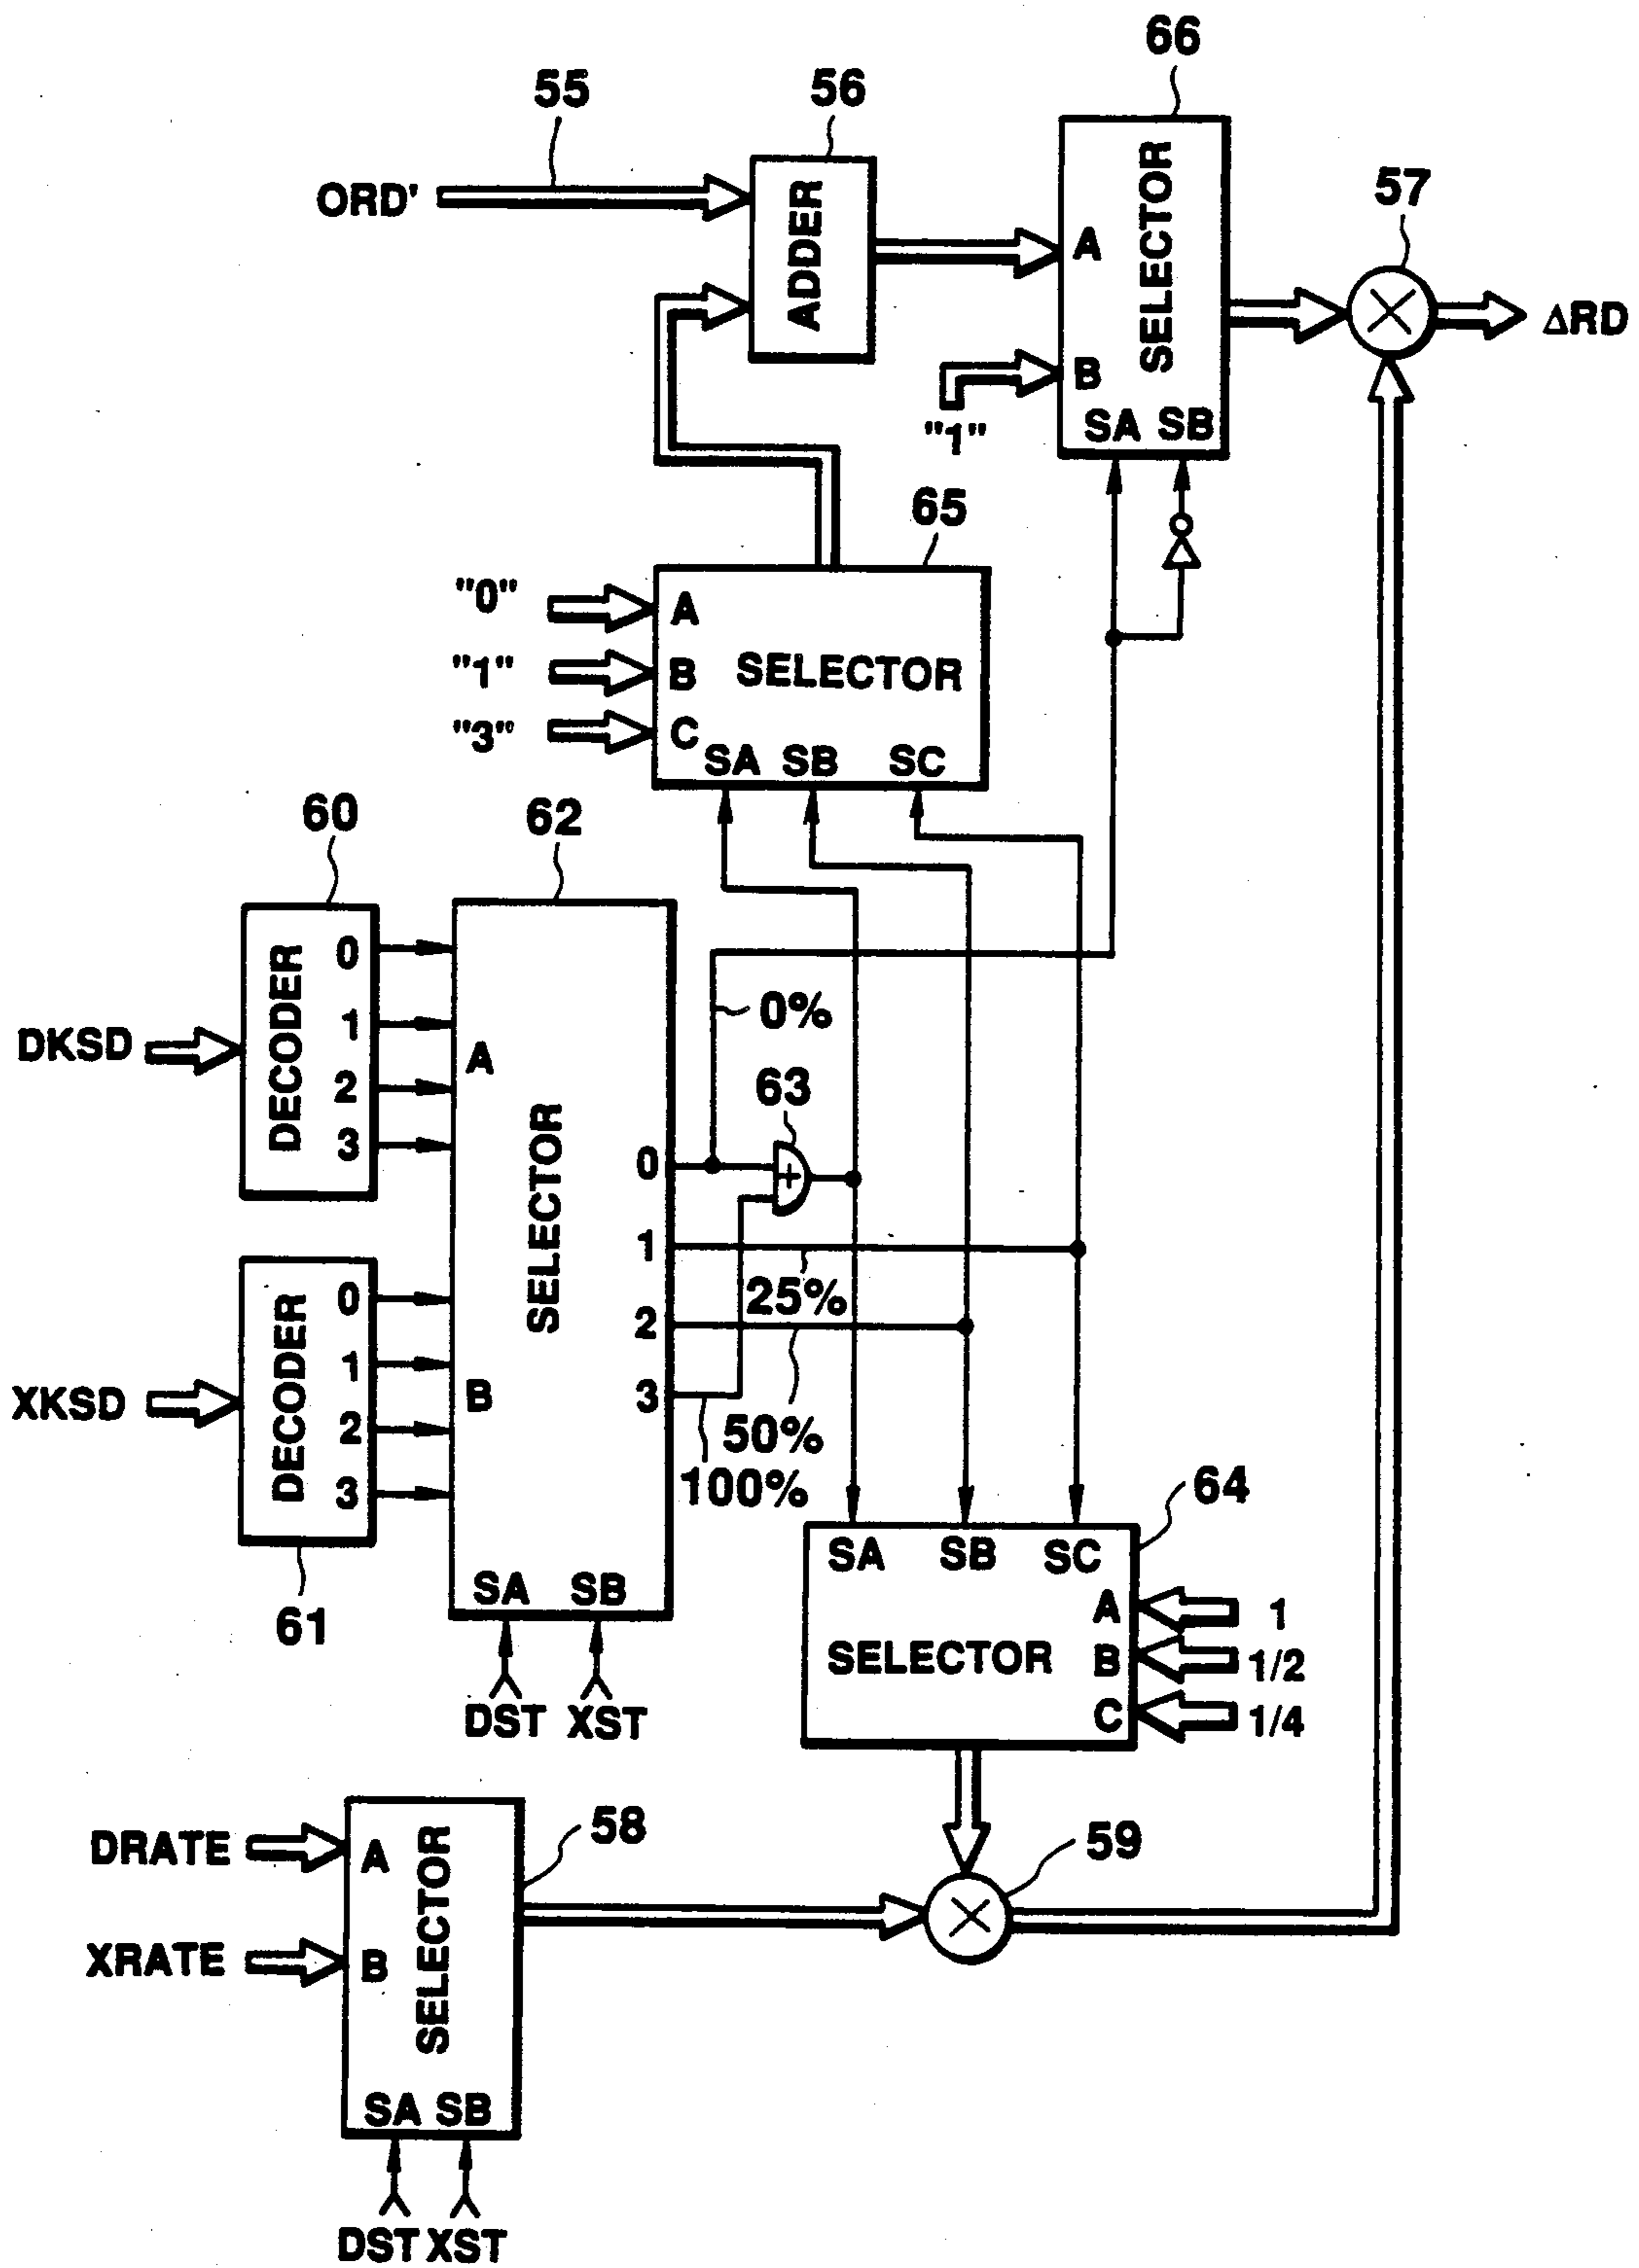 66
55
56
ORD'
ADDER
A
B
SELECTOR
SA SB
"1"
57
ΔRD
65
"0"
"1"
"3"
A
B
C
SELECTOR
SA SB SC
60
62
DKSD
DECODER
0
1
2
3
A
SELECTOR
0%
63
0
1
2
3
25%
50%
100%
XKSD
DECODER
0
1
2
3
B
61
SA SB
DST XST
64
SA SB SC
SELECTOR
A
B
C
1
1/2
1/4
DRATE
XRATE
A
B
SELECTOR
58
59
SA SB
DST XST